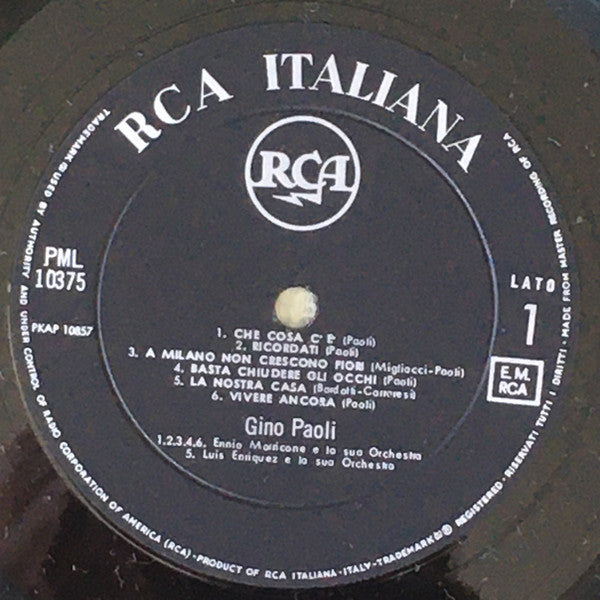 RCA ITALIANA
RCA
TRADEMARK(S) USED BY AUTHORITY AND UNDER CONTROL OF RADIO CORPORATION OF AMERICA (RCA)-PRODUCT OF RCA ITALIANA-ITALY-TRADEMARK(S) ® REGISTERED
MADE FROM MASTER RECORDING OF RCA
RISERVATI TUTTI I DIRITTI
PML
10375
PKAP 10857
LATO
1
E.M.
RCA
1. CHE COSA C'È (Paoli)
2. RICORDATI (Paoli)
3. A MILANO NON CRESCONO FIORI (Migliacci-Paoli)
4. BASTA CHIUDERE GLI OCCHI (Paoli)
5. LA NOSTRA CASA (Bardotti-Carraresi)
6. VIVERE ANCORA (Paoli)
Gino Paoli
1.2.3.4.6. Ennio Morricone e la sua Orchestra
5. Luis Enriquez e la sua Orchestra